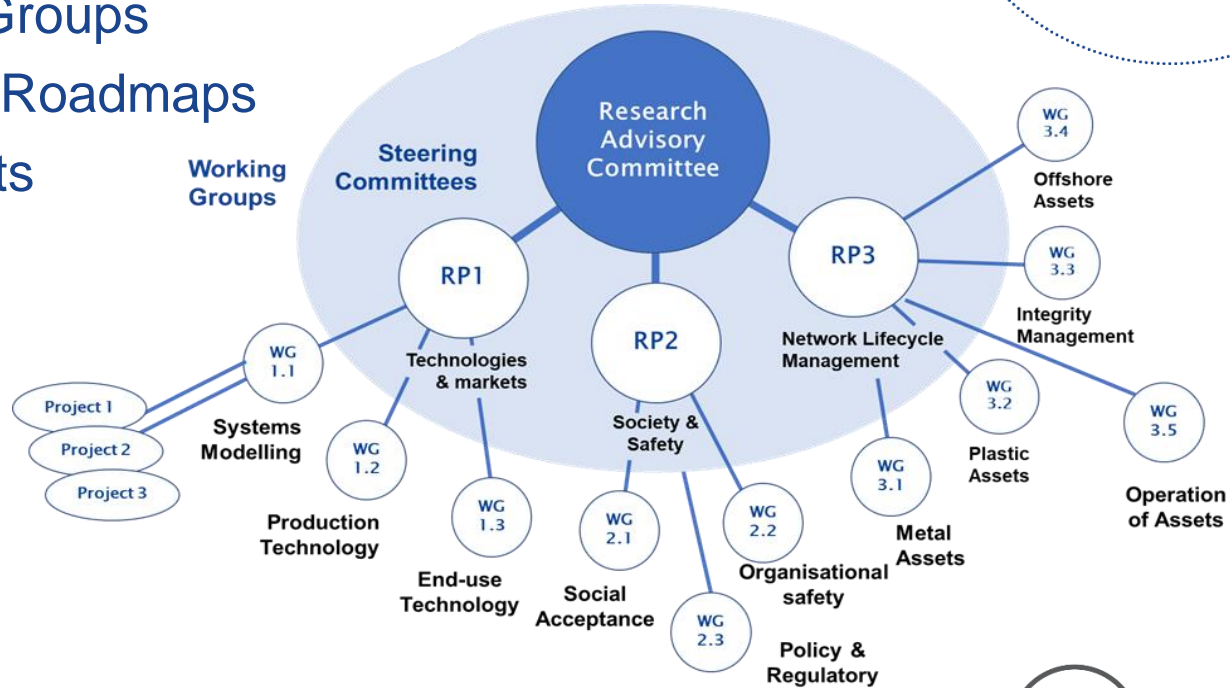 Groups
Roadmaps
ts
Working
Groups
Steering
Committees
Research
Advisory
Committee
RP1
RP2
RP3
Technologies
& markets
Society &
Safety
Network Lifecycle
Management
WG
1.1
Systems
Modelling
Project 1
Project 2
Project 3
WG
1.2
Production
Technology
WG
1.3
End-use
Technology
WG
2.1
Social
Acceptance
WG
2.2
Organisational
safety
WG
2.3
Policy &
Regulatory
WG
3.1
Metal
Assets
WG
3.2
Plastic
Assets
WG
3.3
Integrity
Management
WG
3.4
Offshore
Assets
WG
3.5
Operation
of Assets